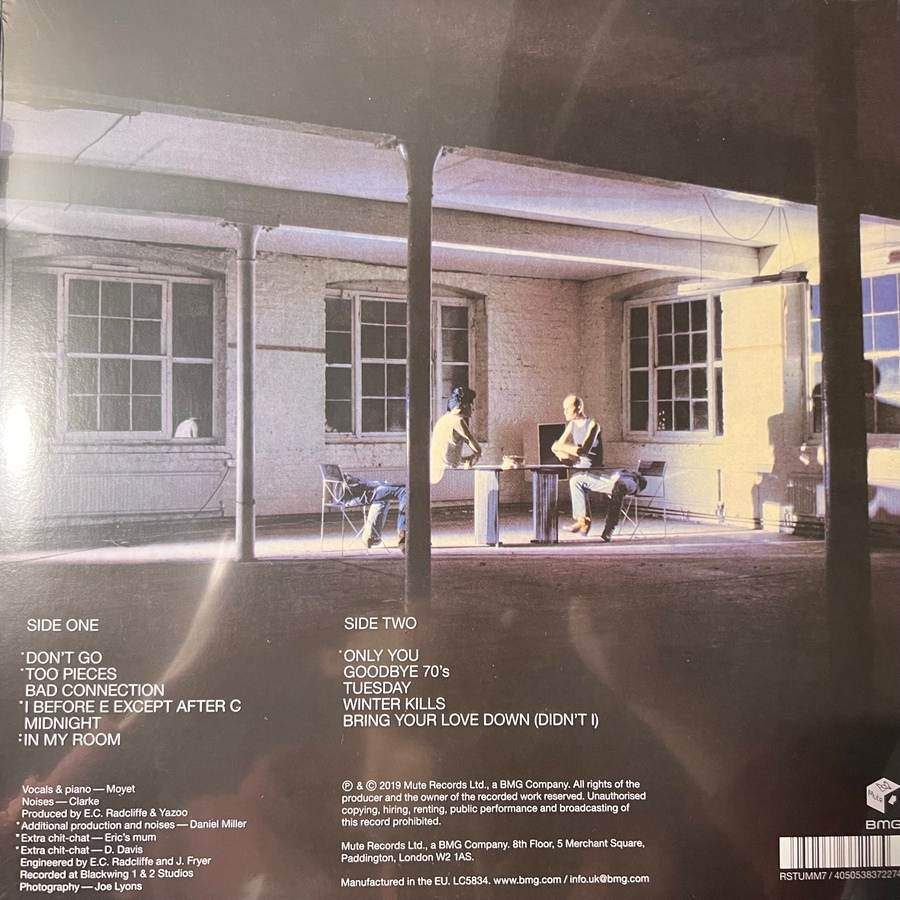 SIDE ONE
*DON'T GO
*TOO PIECES
BAD CONNECTION
*I BEFORE E EXCEPT AFTER C
MIDNIGHT
*IN MY ROOM
SIDE TWO
*ONLY YOU
GOODBYE 70's
TUESDAY
WINTER KILLS
BRING YOUR LOVE DOWN (DIDN'T I)
Vocals & piano — Moyet
Noises — Clarke
Produced by E.C. Radcliffe & Yazoo
*Additional production and noises — Daniel Miller
*Extra chit-chat — Eric's mum
*Extra chit-chat — D. Davis
Engineered by E.C. Radcliffe and J. Fryer
Recorded at Blackwing 1 & 2 Studios
Photography — Joe Lyons
℗ & © 2019 Mute Records Ltd., a BMG Company. All rights of the
producer and the owner of the recorded work reserved. Unauthorised
copying, hiring, renting, public performance and broadcasting of
this record prohibited.
Mute Records Ltd., a BMG Company. 8th Floor, 5 Merchant Square,
Paddington, London W2 1AS.
Manufactured in the EU. LC5834. www.bmg.com / info.uk@bmg.com
Mute
BMG
RSTUMM7 / 4050538372274